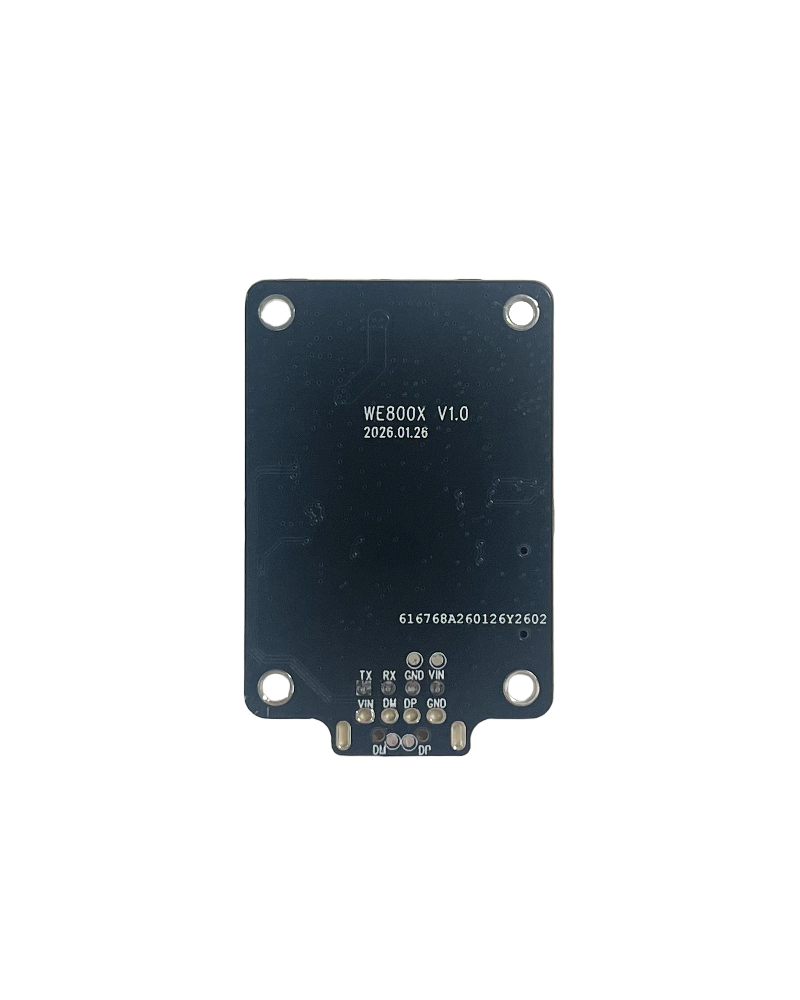 WE800X V1.0
2026.01.26
616768A260126Y2602
TX RX GND VIN
VIN DM DP GND
DM DP